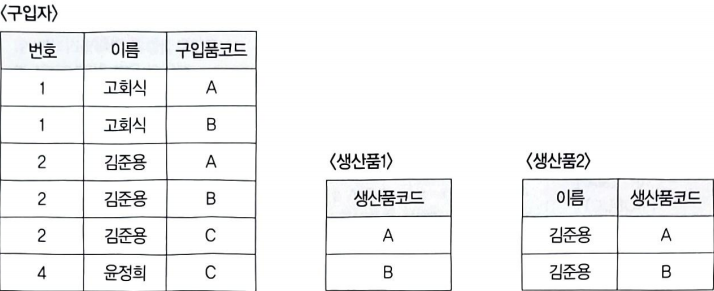 〈구입자〉
번호 이름 구입품코드
1 고회식 A
1 고회식 B
2 김준용 A
2 김준용 B
2 김준용 C
4 윤정희 C
〈생산품1〉
생산품코드
A
B
〈생산품2〉
이름 생산품코드
김준용 A
김준용 B